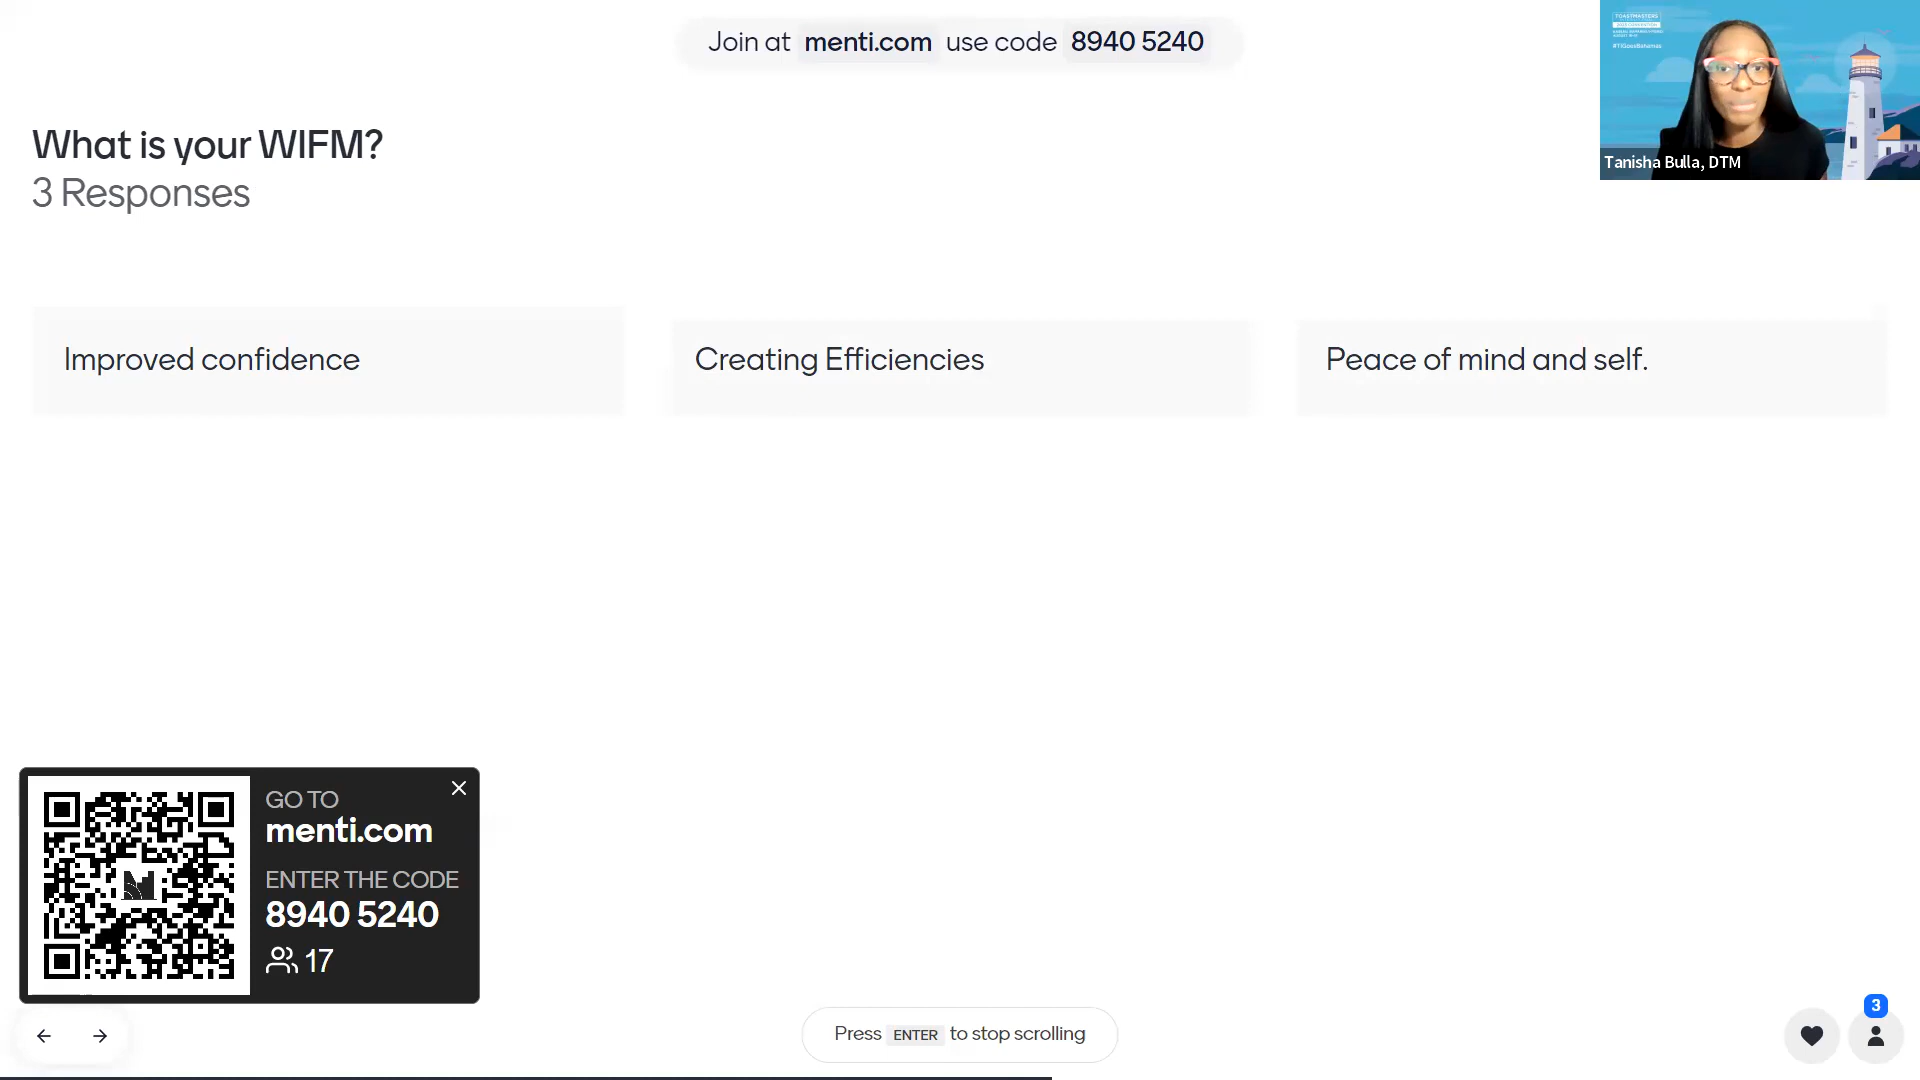 Join at menti.com use code 8940 5240
What is your WIFM?
3 Responses
TOASTMASTERS
#TIGoesBahamas
Tanisha Bulla, DTM
Improved confidence
Creating Efficiencies
Peace of mind and self.
GO TO
menti.com
ENTER THE CODE
8940 5240
17
Press ENTER to stop scrolling
3